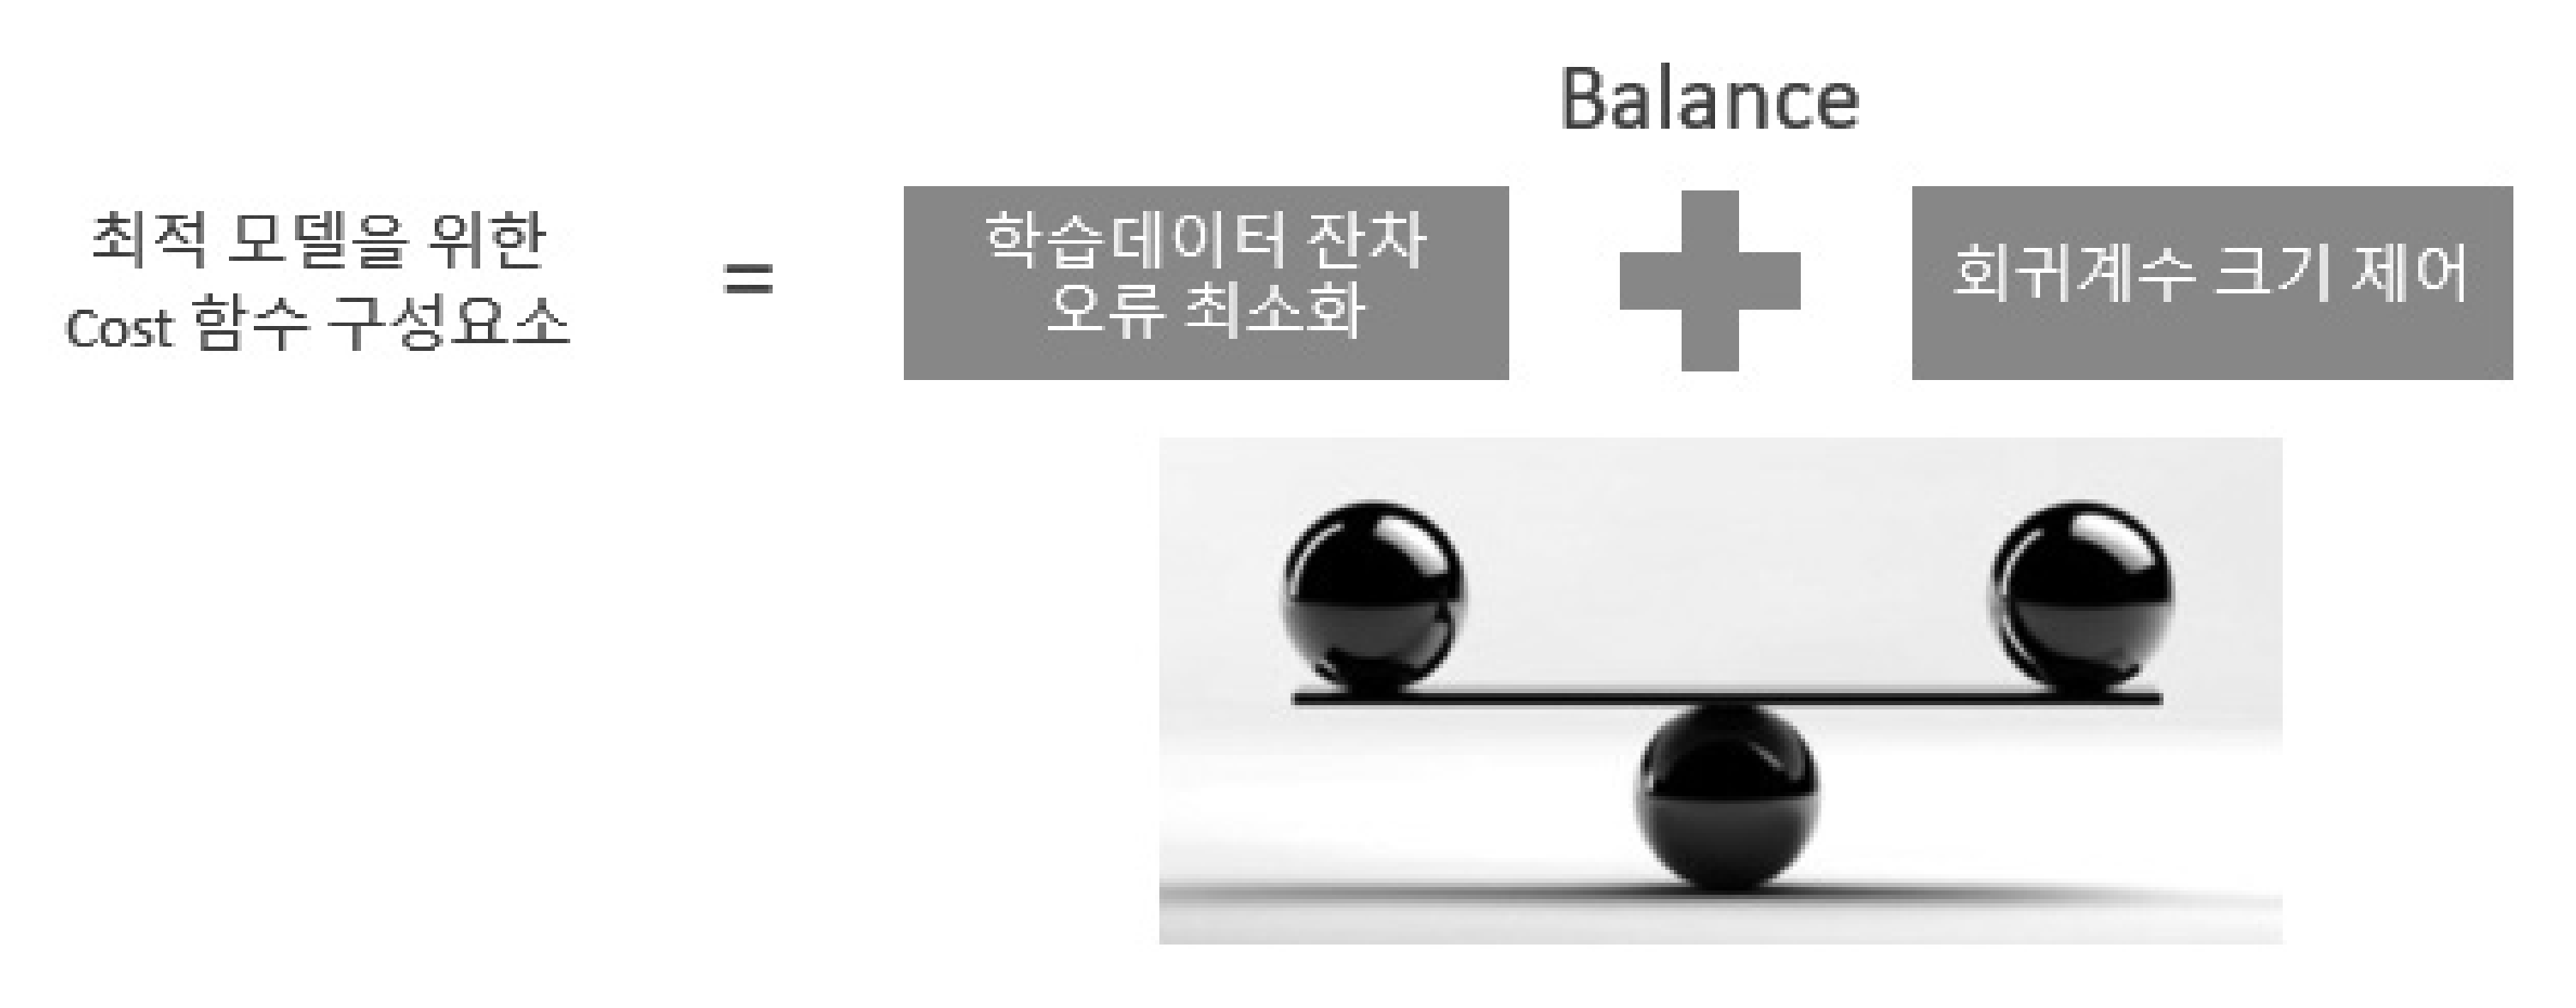 Balance
최적 모델을 위한
Cost 함수 구성요소
=
학습데이터 잔차
오류 최소화
회귀계수 크기 제어